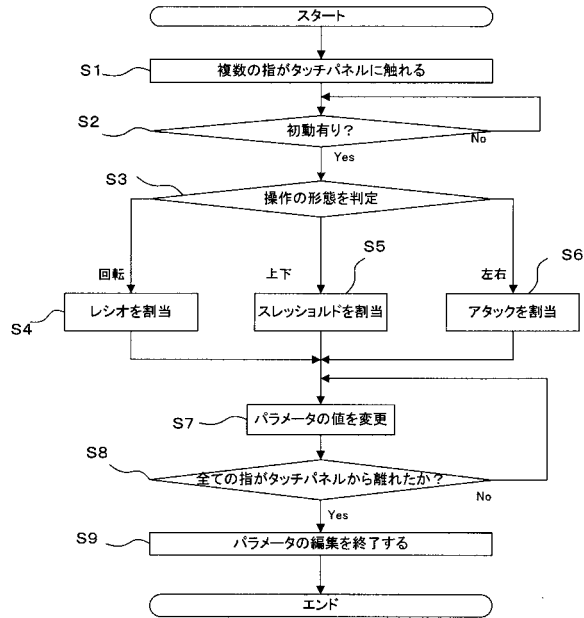 スタート
S1
複数の指がタッチパネルに触れる
S2
初動有り?
No
Yes
S3
操作の形態を判定
回転
上下
左右
S4
レシオを割当
S5
スレッショルドを割当
S6
アタックを割当
S7
パラメータの値を変更
S8
全ての指がタッチパネルから離れたか?
No
Yes
S9
パラメータの編集を終了する
エンド